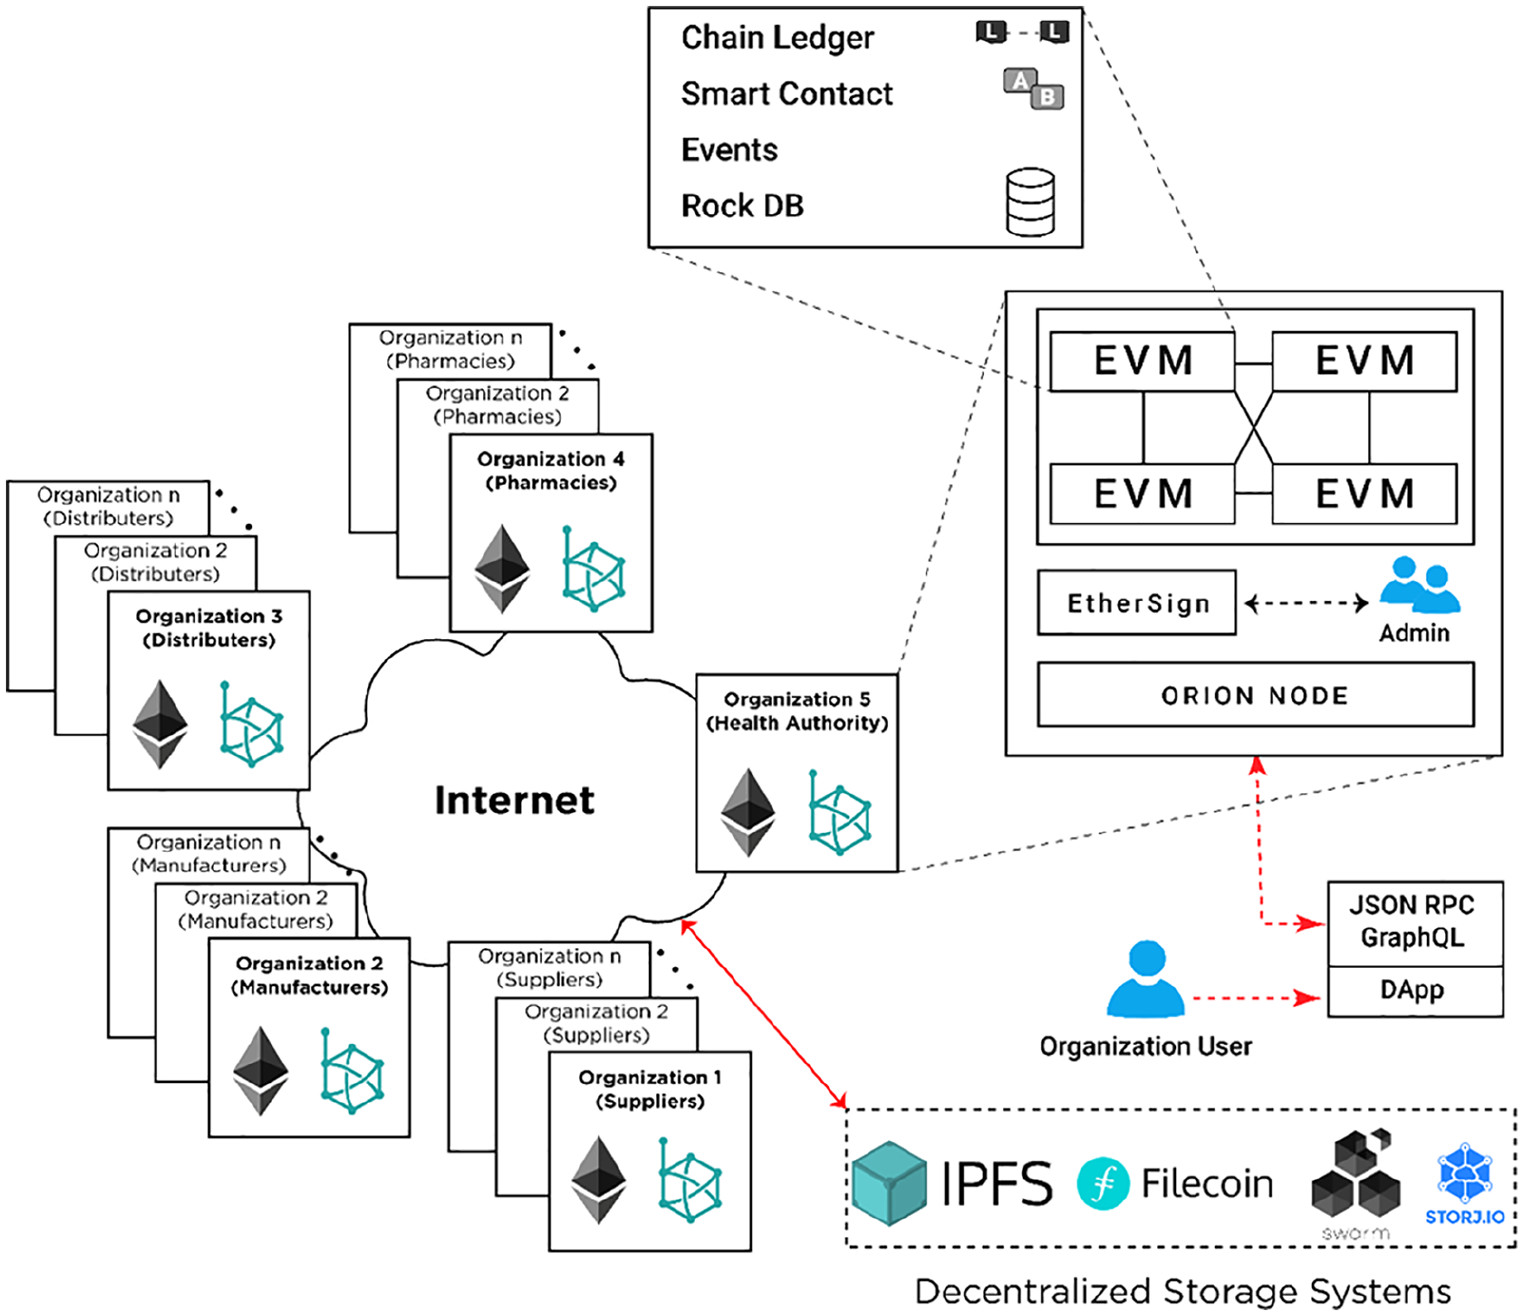 Chain Ledger
L
L
Smart Contact
A
B
Events
Rock DB
EVM
EVM
EVM
EVM
EtherSign
Admin
ORION NODE
Organization n
(Pharmacies)
Organization 2
(Pharmacies)
Organization 4
(Pharmacies)
Organization n
(Distributers)
Organization 2
(Distributers)
Organization 3
(Distributers)
Organization 5
(Health Authority)
Internet
Organization n
(Manufacturers)
Organization 2
(Manufacturers)
Organization 2
(Manufacturers)
Organization n
(Suppliers)
Organization 2
(Suppliers)
Organization 1
(Suppliers)
JSON RPC
GraphQL
DApp
Organization User
IPFS
Filecoin
swarm
STORJ.IO
Decentralized Storage Systems